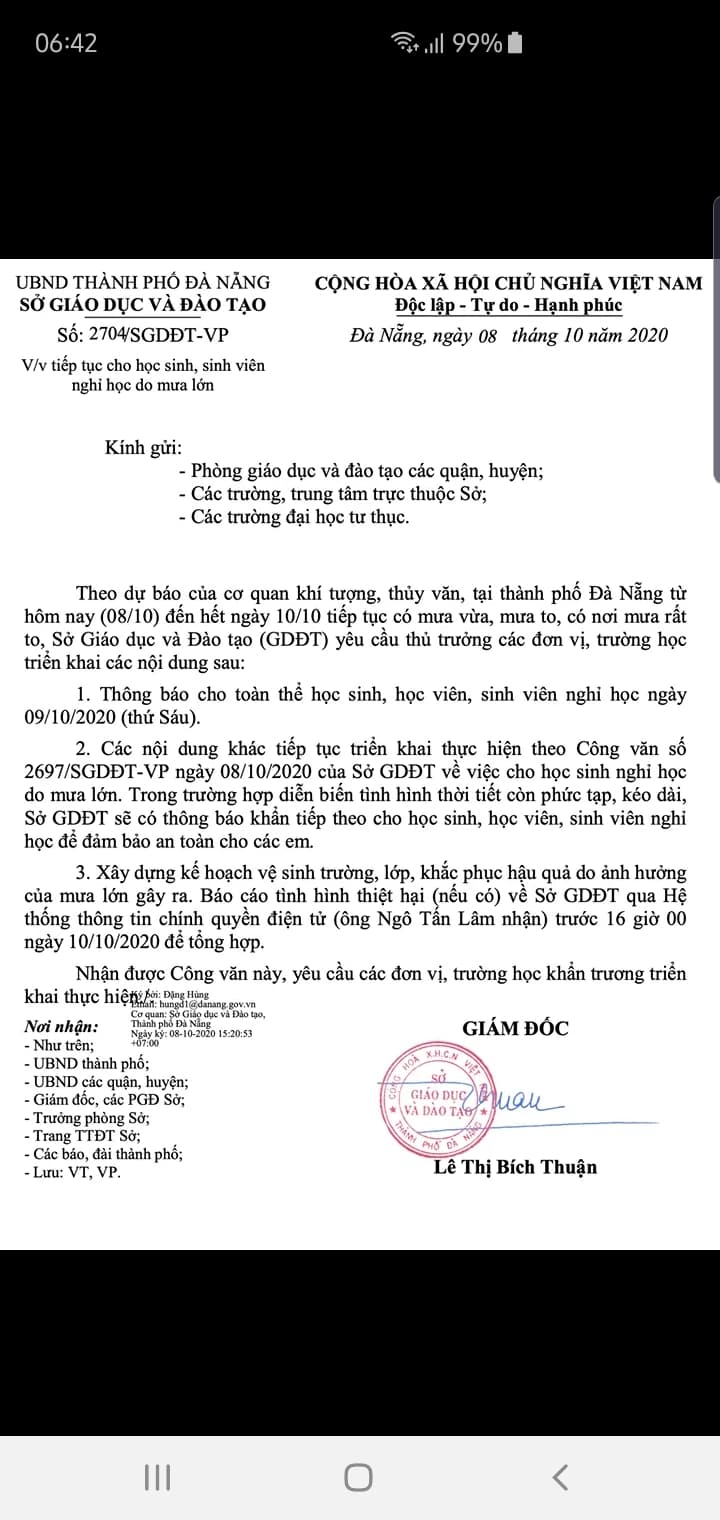 06:42
99%
UBND THÀNH PHỐ ĐÀ NẴNG
SỞ GIÁO DỤC VÀ ĐÀO TẠO
Số: 2704/SGDĐT-VP
V/v tiếp tục cho học sinh, sinh viên
nghỉ học do mưa lớn
CỘNG HÒA XÃ HỘI CHỦ NGHĨA VIỆT NAM
Độc lập - Tự do - Hạnh phúc
Đà Nẵng, ngày 08 tháng 10 năm 2020
Kính gửi:
- Phòng giáo dục và đào tạo các quận, huyện;
- Các trường, trung tâm trực thuộc Sở;
- Các trường đại học tư thục.
Theo dự báo của cơ quan khí tượng, thủy văn, tại thành phố Đà Nẵng từ
hôm nay (08/10) đến hết ngày 10/10 tiếp tục có mưa vừa, mưa to, có nơi mưa rất
to, Sở Giáo dục và Đào tạo (GDĐT) yêu cầu thủ trưởng các đơn vị, trường học
triển khai các nội dung sau:
1. Thông báo cho toàn thể học sinh, học viên, sinh viên nghỉ học ngày
09/10/2020 (thứ Sáu).
2. Các nội dung khác tiếp tục triển khai thực hiện theo Công văn số
2697/SGDĐT-VP ngày 08/10/2020 của Sở GDĐT về việc cho học sinh nghỉ học
do mưa lớn. Trong trường hợp diễn biến tình hình thời tiết còn phức tạp, kéo dài,
Sở GDĐT sẽ có thông báo khẩn tiếp theo cho học sinh, học viên, sinh viên nghỉ
học để đảm bảo an toàn cho các em.
3. Xây dựng kế hoạch vệ sinh trường, lớp, khắc phục hậu quả do ảnh hưởng
của mưa lớn gây ra. Báo cáo tình hình thiệt hại (nếu có) về Sở GDĐT qua Hệ
thống thông tin chính quyền điện tử (ông Ngô Tấn Lâm nhận) trước 16 giờ 00
ngày 10/10/2020 để tổng hợp.
Nhận được Công văn này, yêu cầu các đơn vị, trường học khẩn trương triển
khai thực hiện./.
Ký bởi: Đặng Hùng
Email: hungd1@danang.gov.vn
Cơ quan: Sở Giáo dục và Đào tạo,
Thành phố Đà Nẵng
Ngày ký: 08-10-2020 15:20:53
+07:00
Nơi nhận:
- Như trên;
- UBND thành phố;
- UBND các quận, huyện;
- Giám đốc, các PGĐ Sở;
- Trưởng phòng Sở;
- Trang TTĐT Sở;
- Các báo, đài thành phố;
- Lưu: VT, VP.
GIÁM ĐỐC
CỘNG HOÀ X.H.C.N VIỆT
SỞ
GIÁO DỤC
VÀ ĐÀO TẠO
THÀNH PHỐ ĐÀ NẴNG
Lê Thị Bích Thuận